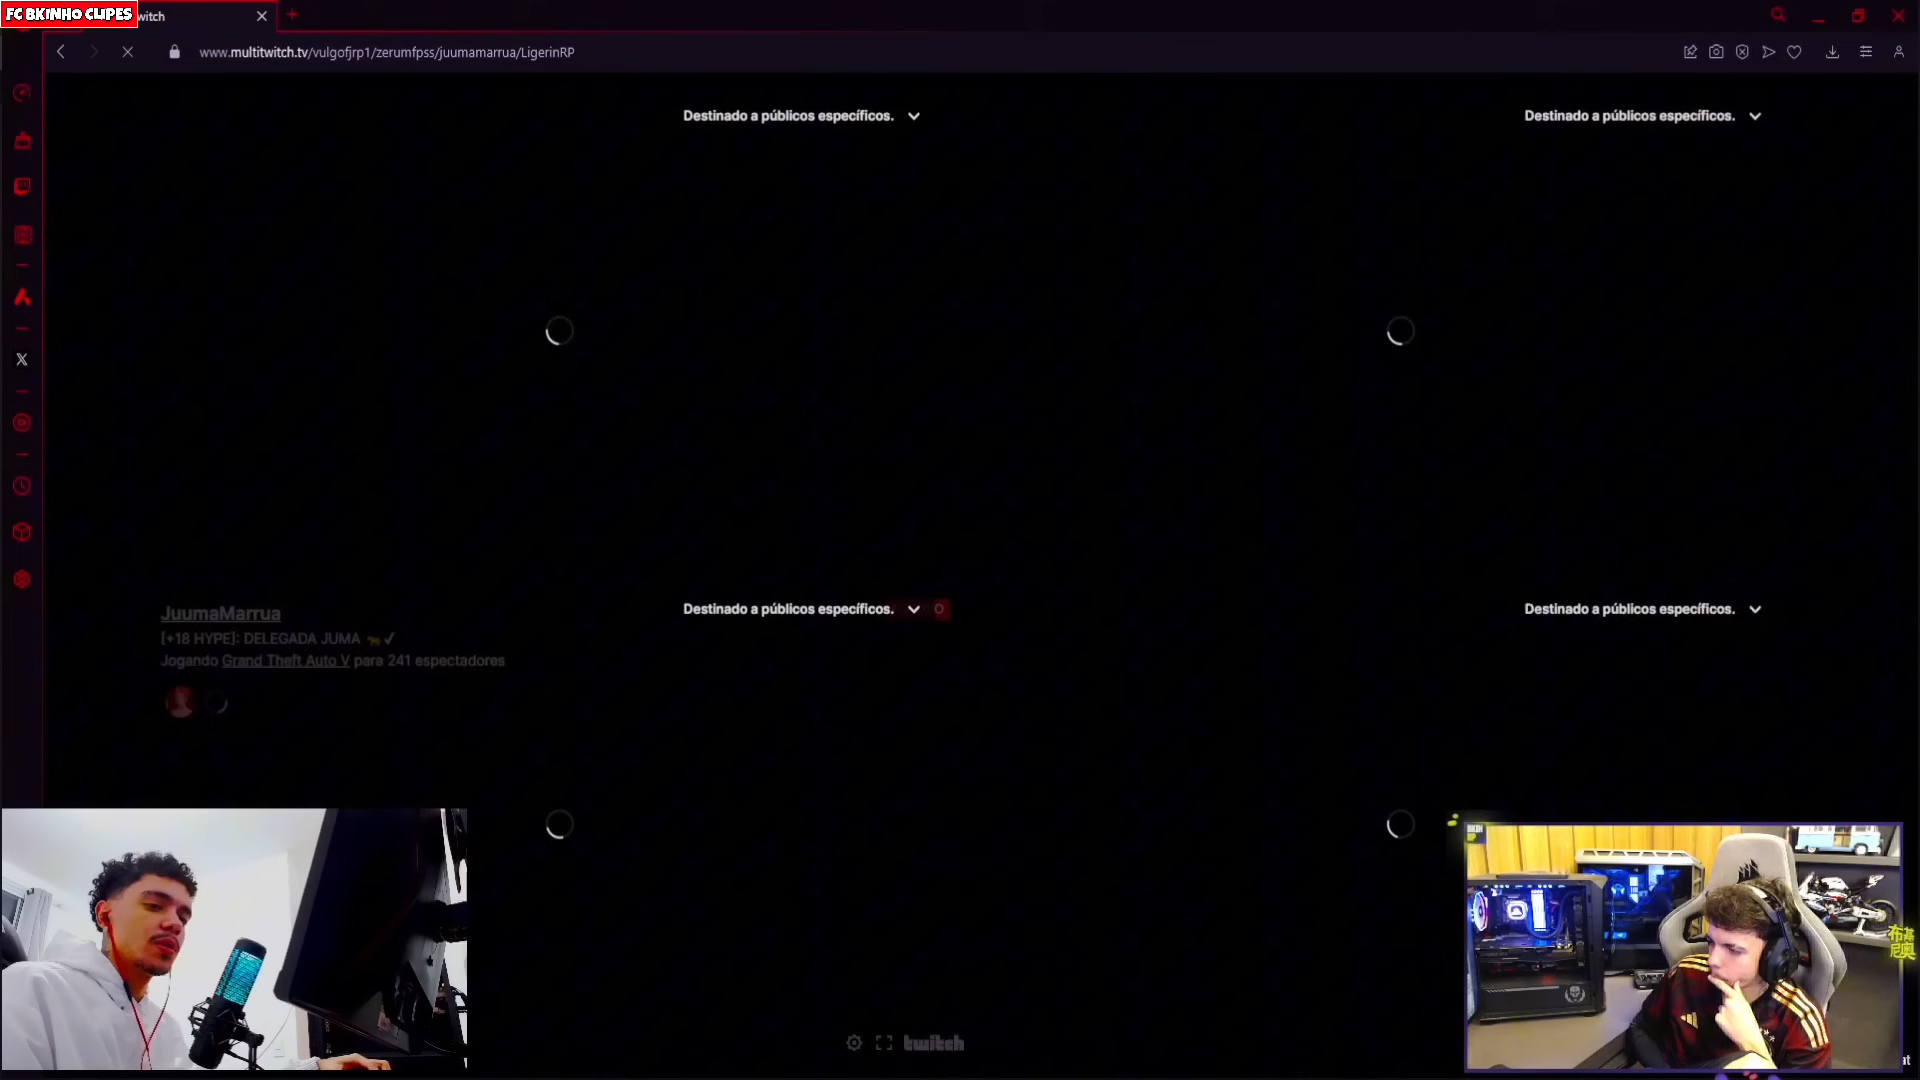 FC BKINHO CLIPES
witch
www.multitwitch.tv/vulgofjrp1/zerumfpss/juumamarrua/LigerinRP
Destinado a públicos específicos.
Destinado a públicos específicos.
JuumaMarrua
[+18 HYPE]: DELEGADA JUMA
Jogando Grand Theft Auto V para 241 espectadores
Destinado a públicos específicos.
Destinado a públicos específicos.
twitch